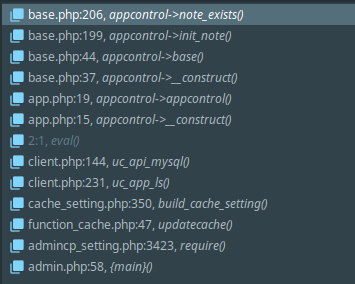 base.php:206, appcontrol->note_exists()
base.php:199, appcontrol->init_note()
base.php:44, appcontrol->base()
base.php:37, appcontrol->__construct()
app.php:19, appcontrol->appcontrol()
app.php:15, appcontrol->__construct()
2:1, eval()
client.php:144, uc_api_mysql()
client.php:231, uc_app_ls()
cache_setting.php:350, build_cache_setting()
function_cache.php:47, updatecache()
admincp_setting.php:3423, require()
admin.php:58, {main}()